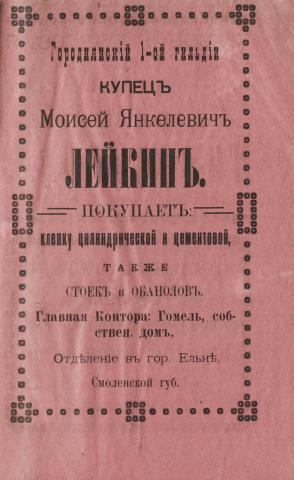 Городнянскій 1-ой гильдіи
КУПЕЦЪ
Моисей Янкелевичъ
ЛЕЙКИНЪ.
ПОКУПАЕТЪ:
клепку цилиндрической и цементовой,
ТАКЖЕ
СТОЕКЪ и ОБАПОЛОВЪ.
Главная Контора: Гомель, соб-
ствен. домъ.
Отдѣленіе въ гор. Ельнѣ,
Смоленской губ.